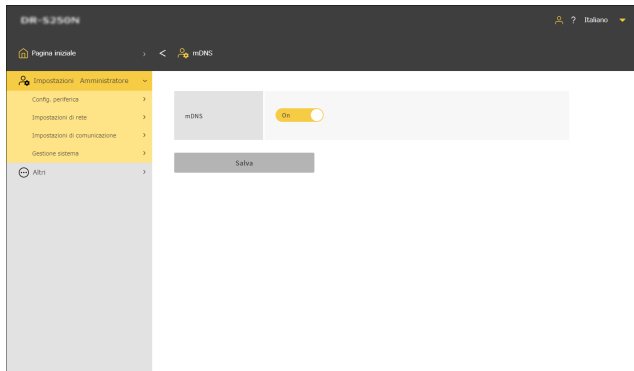 DR-S250N
? Italiano
Pagina iniziale
mDNS
Impostazioni Amministratore
Config. periferica
Impostazioni di rete
Impostazioni di comunicazione
Gestione sistema
Altri
mDNS
On
Salva